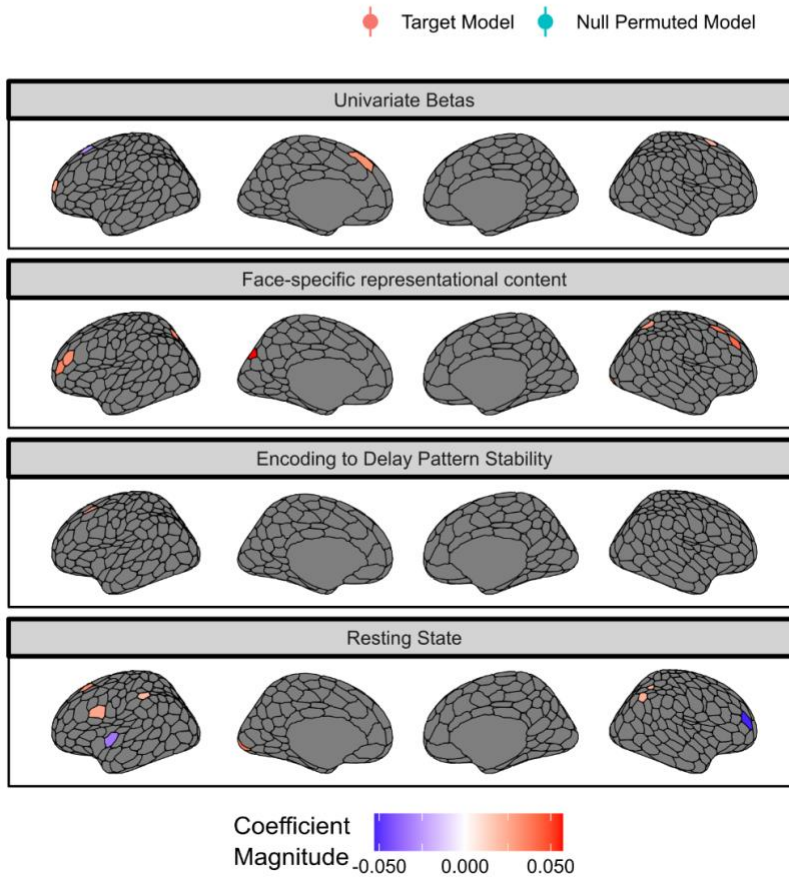 Target Model Null Permuted Model
Univariate Betas
Face-specific representational content
Encoding to Delay Pattern Stability
Resting State
Coefficient
Magnitude
-0.050 0.000 0.050